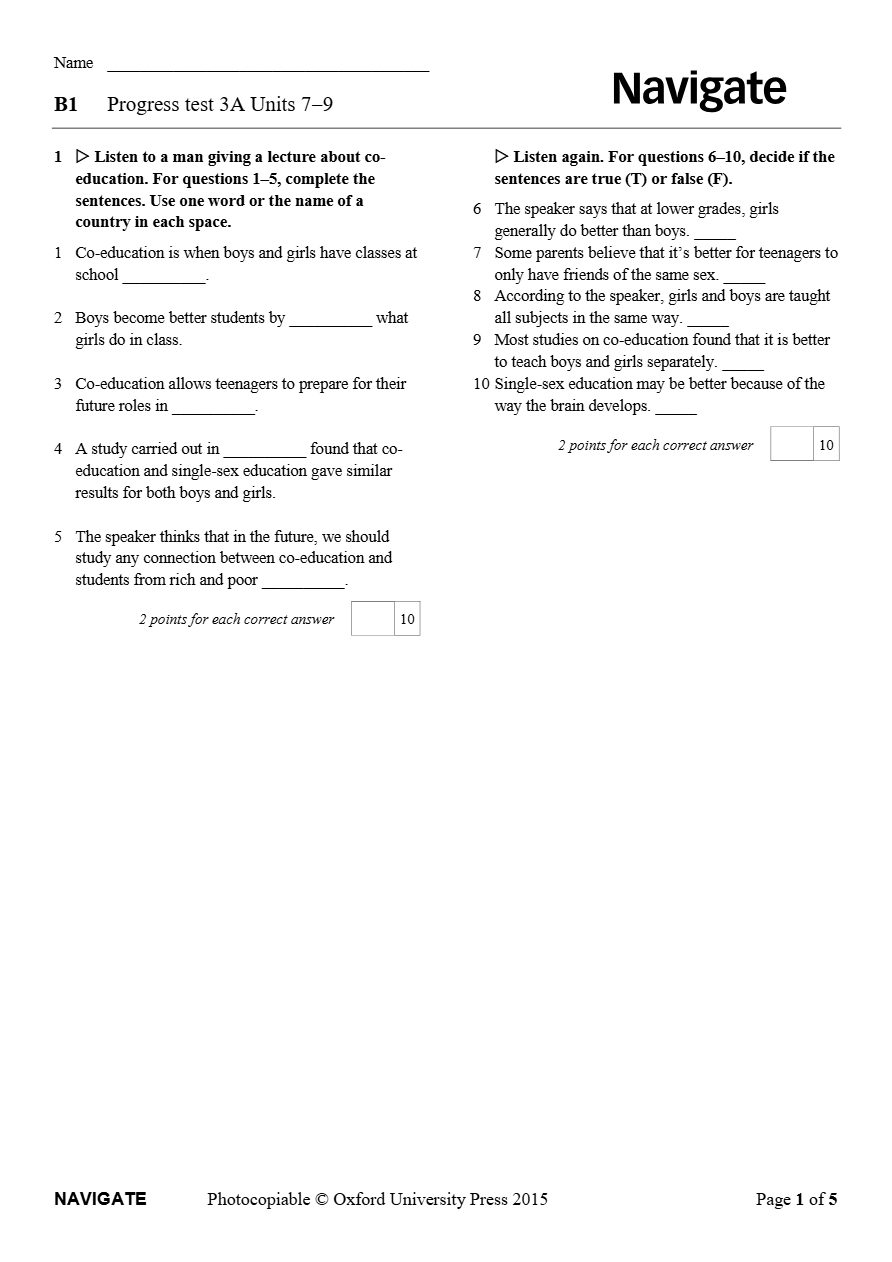 Name ______________________________________
Navigate
B1 Progress test 3A Units 7–9
1 ▷ Listen to a man giving a lecture about co-
education. For questions 1–5, complete the
sentences. Use one word or the name of a
country in each space.
1 Co-education is when boys and girls have classes at
school __________.
2 Boys become better students by __________ what
girls do in class.
3 Co-education allows teenagers to prepare for their
future roles in __________.
4 A study carried out in __________ found that co-
education and single-sex education gave similar
results for both boys and girls.
5 The speaker thinks that in the future, we should
study any connection between co-education and
students from rich and poor __________.
2 points for each correct answer 10
▷ Listen again. For questions 6–10, decide if the
sentences are true (T) or false (F).
6 The speaker says that at lower grades, girls
generally do better than boys. _____
7 Some parents believe that it’s better for teenagers to
only have friends of the same sex. _____
8 According to the speaker, girls and boys are taught
all subjects in the same way. _____
9 Most studies on co-education found that it is better
to teach boys and girls separately. _____
10 Single-sex education may be better because of the
way the brain develops. _____
2 points for each correct answer 10
NAVIGATE Photocopiable © Oxford University Press 2015 Page 1 of 5